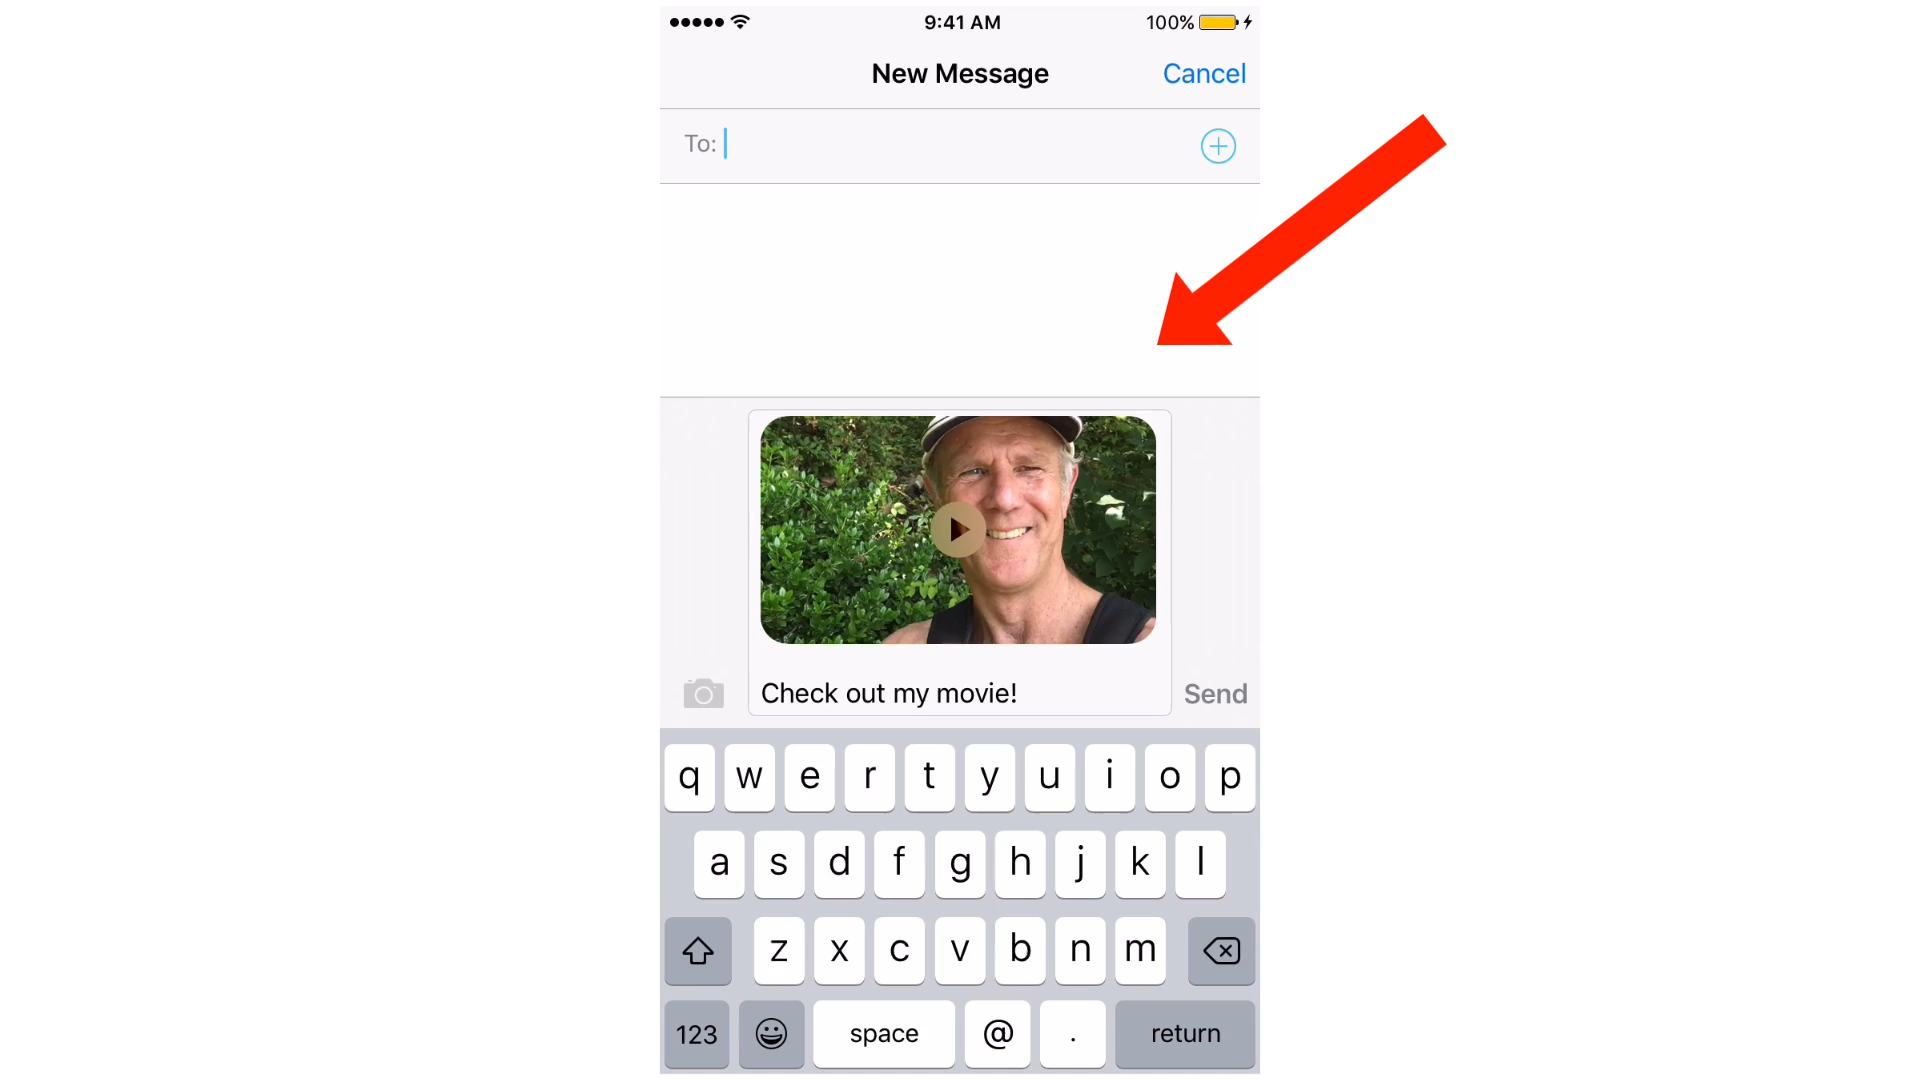 9:41 AM
100%
New Message
Cancel
To:
Check out my movie!
Send
q w e r t y u i o p
a s d f g h j k l
z x c v b n m
123 space @ . return